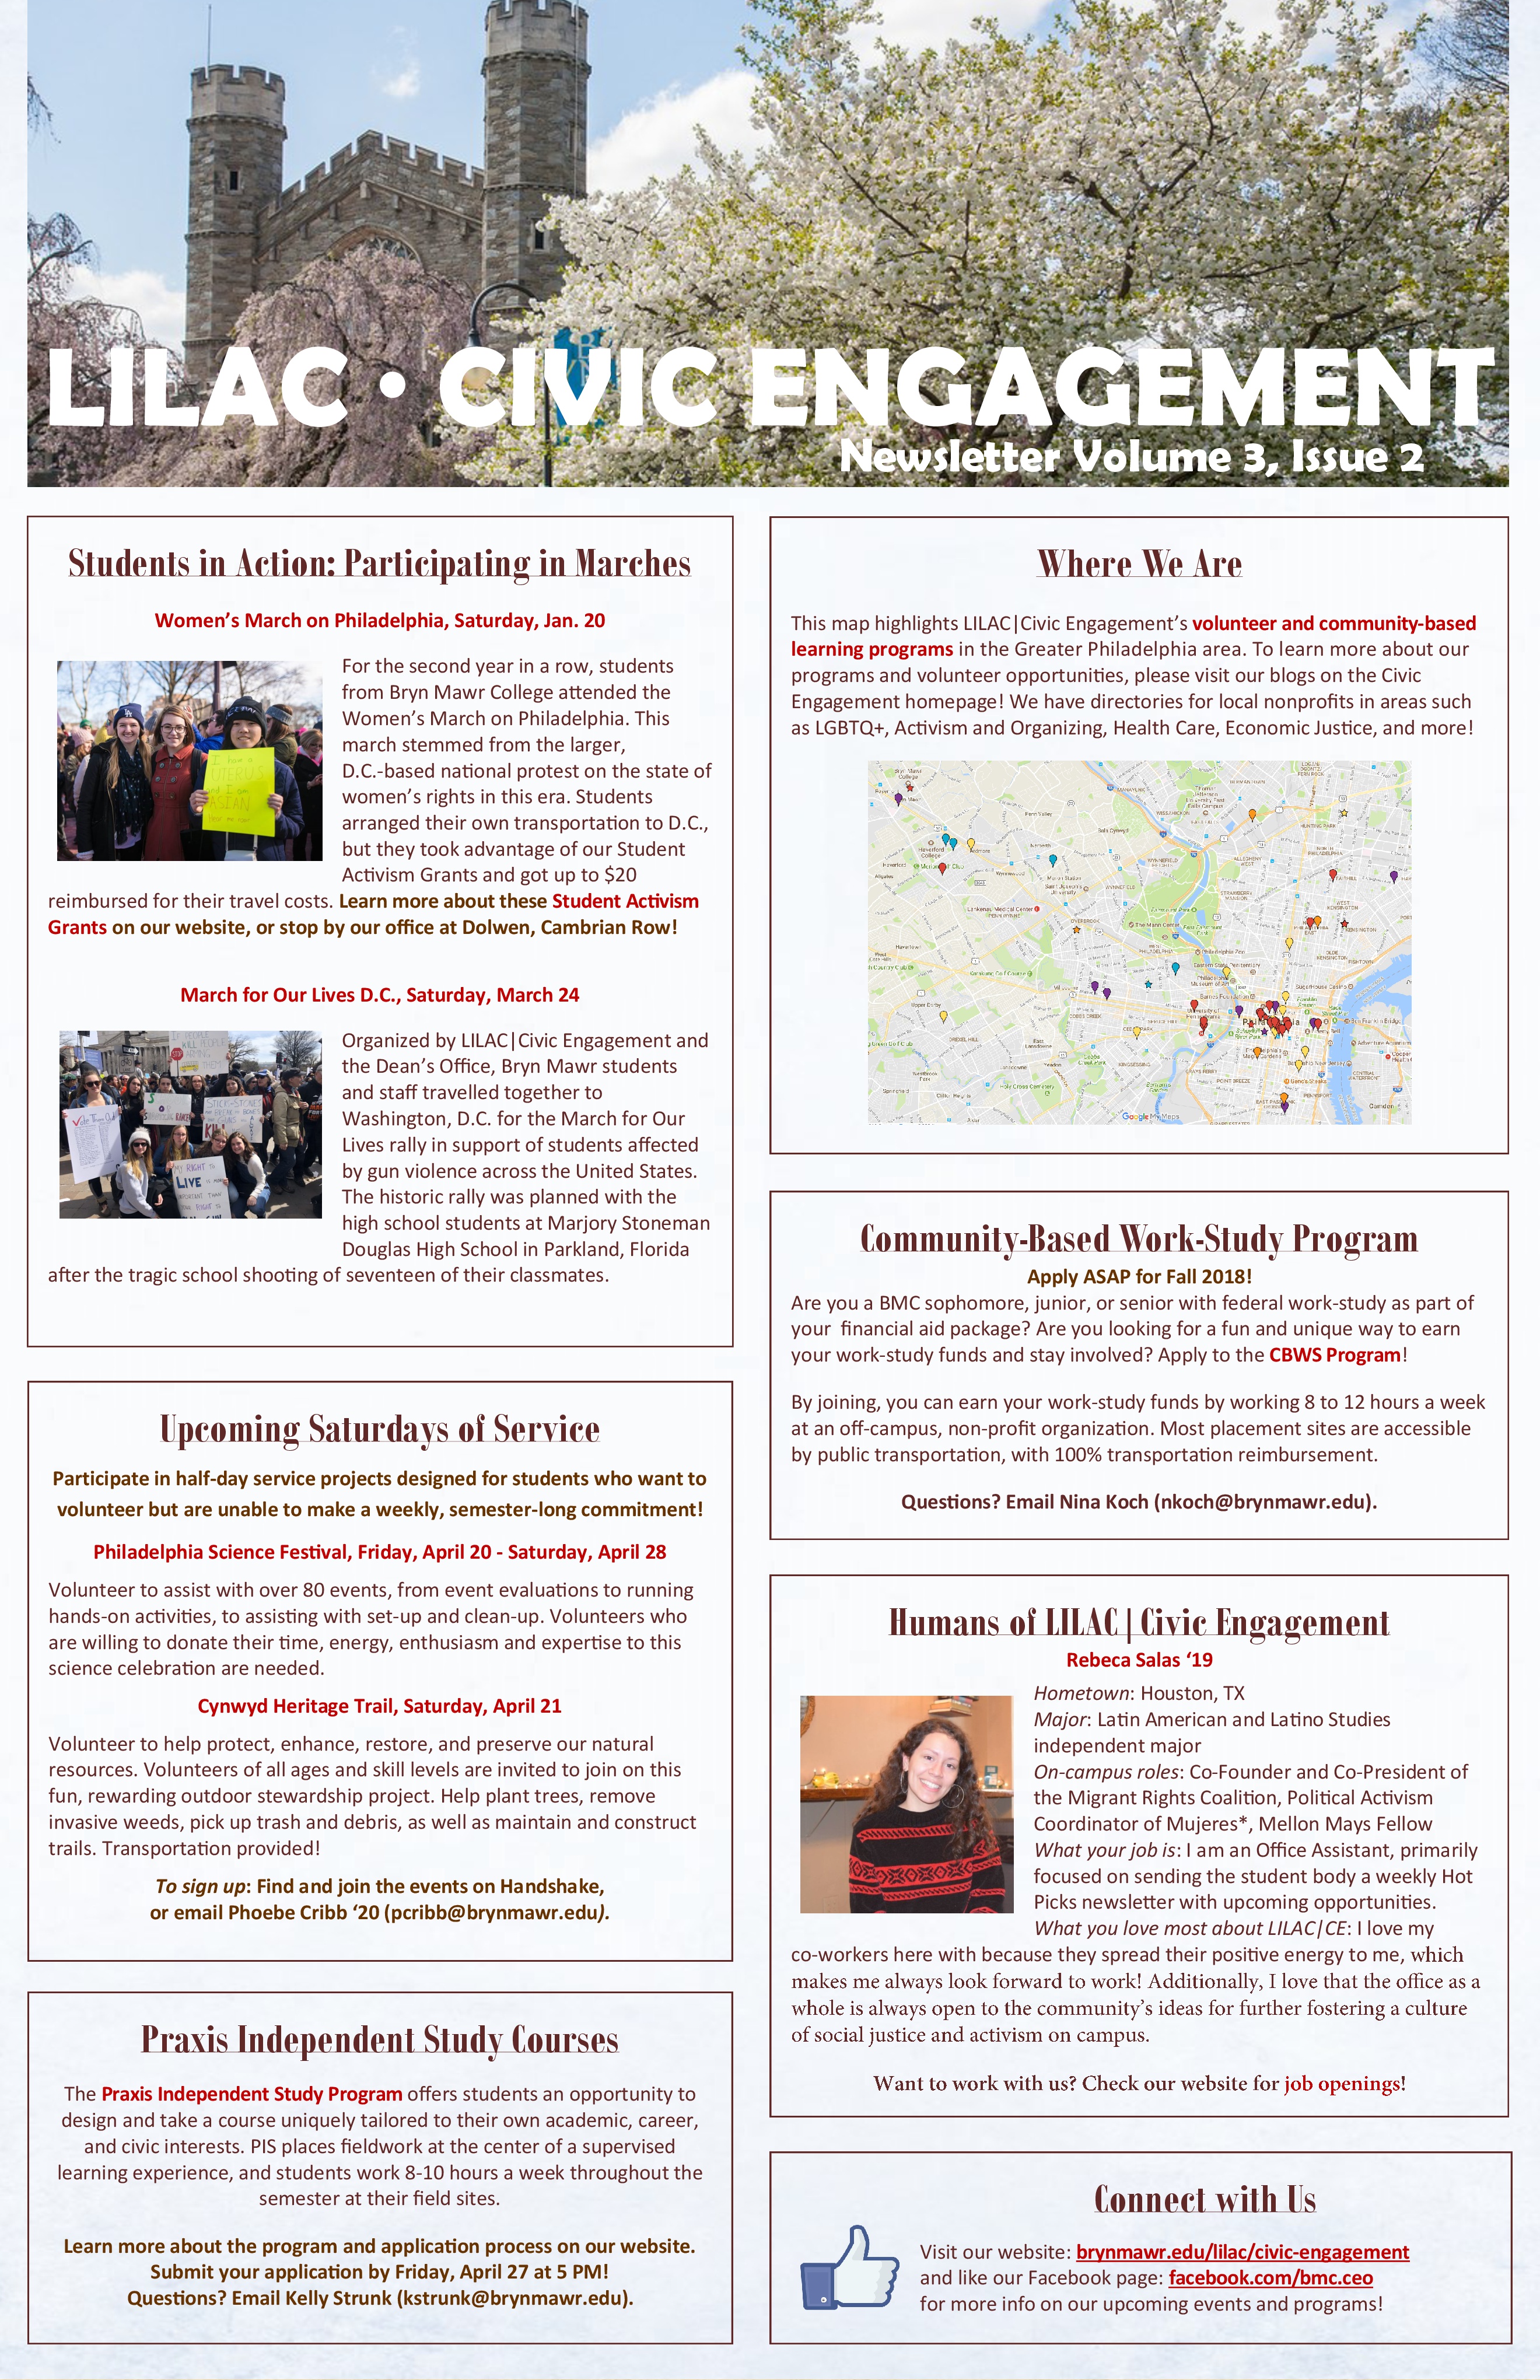 LILAC • CIVIC ENGAGEMENT
Newsletter Volume 3, Issue 2
Students in Action: Participating in Marches
Women's March on Philadelphia, Saturday, Jan. 20
I have a
UTERUS
and I am
ASIAN
For the second year in a row, students
from Bryn Mawr College attended the
Women's March on Philadelphia. This
march stemmed from the larger,
D.C.-based national protest on the state of
women's rights in this era. Students
arranged their own transportation to D.C.,
but they took advantage of our Student
Activism Grants and got up to $20
reimbursed for their travel costs. Learn more about these Student Activism
Grants on our website, or stop by our office at Dolwen, Cambrian Row!
March for Our Lives D.C., Saturday, March 24
Organized by LILAC|Civic Engagement and
the Dean's Office, Bryn Mawr students
and staff travelled together to
Washington, D.C. for the March for Our
Lives rally in support of students affected
by gun violence across the United States.
The historic rally was planned with the
high school students at Marjory Stoneman
Douglas High School in Parkland, Florida
after the tragic school shooting of seventeen of their classmates.
Upcoming Saturdays of Service
Participate in half-day service projects designed for students who want to
volunteer but are unable to make a weekly, semester-long commitment!
Philadelphia Science Festival, Friday, April 20 - Saturday, April 28
Volunteer to assist with over 80 events, from event evaluations to running
hands-on activities, to assisting with set-up and clean-up. Volunteers who
are willing to donate their time, energy, enthusiasm and expertise to this
science celebration are needed.
Cynwyd Heritage Trail, Saturday, April 21
Volunteer to help protect, enhance, restore, and preserve our natural
resources. Volunteers of all ages and skill levels are invited to join on this
fun, rewarding outdoor stewardship project. Help plant trees, remove
invasive weeds, pick up trash and debris, as well as maintain and construct
trails. Transportation provided!
To sign up: Find and join the events on Handshake,
or email Phoebe Cribb ‘20 (pcribb@brynmawr.edu).
Praxis Independent Study Courses
The Praxis Independent Study Program offers students an opportunity to
design and take a course uniquely tailored to their own academic, career,
and civic interests. PIS places fieldwork at the center of a supervised
learning experience, and students work 8-10 hours a week throughout the
semester at their field sites.
Learn more about the program and application process on our website.
Submit your application by Friday, April 27 at 5 PM!
Questions? Email Kelly Strunk (kstrunk@brynmawr.edu).
Where We Are
This map highlights LILAC|Civic Engagement's volunteer and community-based
learning programs in the Greater Philadelphia area. To learn more about our
programs and volunteer opportunities, please visit our blogs on the Civic
Engagement homepage! We have directories for local nonprofits in areas such
as LGBTQ+, Activism and Organizing, Health Care, Economic Justice, and more!
Google My Maps
Community-Based Work-Study Program
Apply ASAP for Fall 2018!
Are you a BMC sophomore, junior, or senior with federal work-study as part of
your  financial aid package? Are you looking for a fun and unique way to earn
your work-study funds and stay involved? Apply to the CBWS Program!
By joining, you can earn your work-study funds by working 8 to 12 hours a week
at an off-campus, non-profit organization. Most placement sites are accessible
by public transportation, with 100% transportation reimbursement.
Questions? Email Nina Koch (nkoch@brynmawr.edu).
Humans of LILAC|Civic Engagement
Rebeca Salas ‘19
Hometown: Houston, TX
Major: Latin American and Latino Studies
independent major
On-campus roles: Co-Founder and Co-President of
the Migrant Rights Coalition, Political Activism
Coordinator of Mujeres*, Mellon Mays Fellow
What your job is: I am an Office Assistant, primarily
focused on sending the student body a weekly Hot
Picks newsletter with upcoming opportunities.
What you love most about LILAC/CE: I love my
co-workers here with because they spread their positive energy to me, which
makes me always look forward to work! Additionally, I love that the office as a
whole is always open to the community's ideas for further fostering a culture
of social justice and activism on campus.
Want to work with us? Check our website for job openings!
Connect with Us
Visit our website: brynmawr.edu/lilac/civic-engagement
and like our Facebook page: facebook.com/bmc.ceo
for more info on our upcoming events and programs!